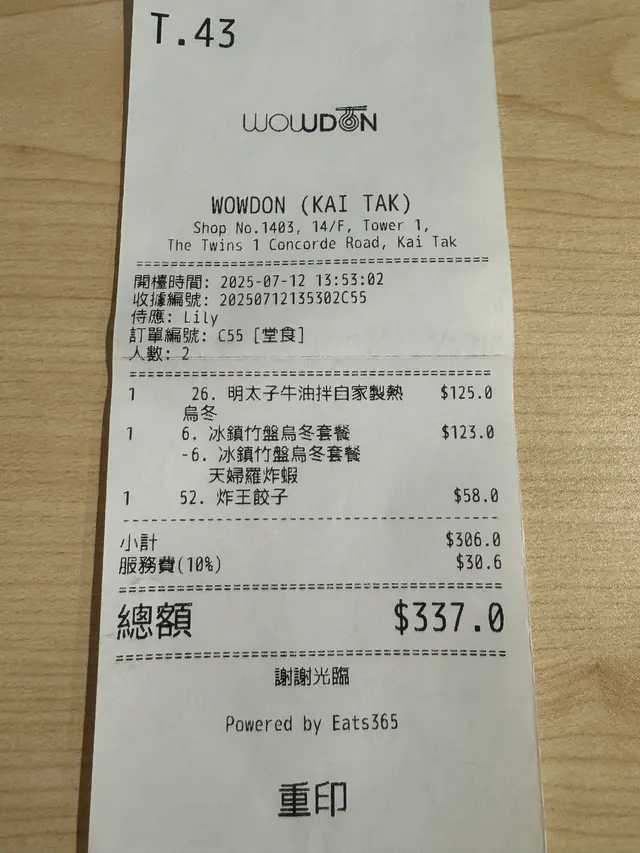 T.43
WOWDON
WOWDON (KAI TAK)
Shop No.1403, 14/F, Tower 1,
The Twins 1 Concorde Road, Kai Tak
開檯時間: 2025-07-12 13:53:02
收據編號: 20250712135302C55
侍應: Lily
訂單編號: C55 [堂食]
人數: 2
1 26. 明太子牛油拌自家製熱 $125.0
烏冬
1 6. 冰鎮竹盤烏冬套餐 $123.0
-6. 冰鎮竹盤烏冬套餐
天婦羅炸蝦
1 52. 炸王餃子 $58.0
小計 $306.0
服務費(10%) $30.6
總額 $337.0
謝謝光臨
Powered by Eats365
重印